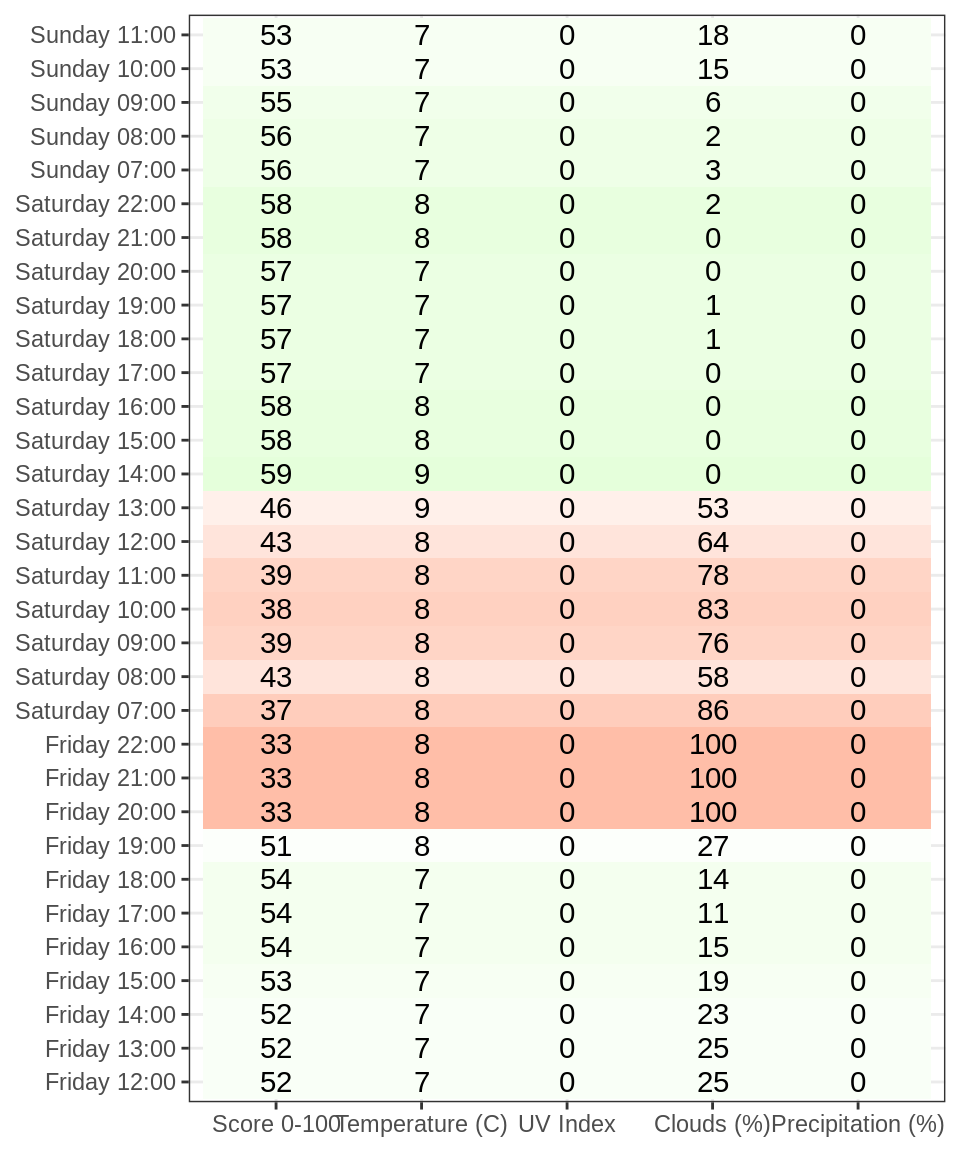 Sunday 11:00 53 7 0 18 0
Sunday 10:00 53 7 0 15 0
Sunday 09:00 55 7 0 6 0
Sunday 08:00 56 7 0 2 0
Sunday 07:00 56 7 0 3 0
Saturday 22:00 58 8 0 2 0
Saturday 21:00 58 8 0 0 0
Saturday 20:00 57 7 0 0 0
Saturday 19:00 57 7 0 1 0
Saturday 18:00 57 7 0 1 0
Saturday 17:00 57 7 0 0 0
Saturday 16:00 58 8 0 0 0
Saturday 15:00 58 8 0 0 0
Saturday 14:00 59 9 0 0 0
Saturday 13:00 46 9 0 53 0
Saturday 12:00 43 8 0 64 0
Saturday 11:00 39 8 0 78 0
Saturday 10:00 38 8 0 83 0
Saturday 09:00 39 8 0 76 0
Saturday 08:00 43 8 0 58 0
Saturday 07:00 37 8 0 86 0
Friday 22:00 33 8 0 100 0
Friday 21:00 33 8 0 100 0
Friday 20:00 33 8 0 100 0
Friday 19:00 51 8 0 27 0
Friday 18:00 54 7 0 14 0
Friday 17:00 54 7 0 11 0
Friday 16:00 54 7 0 15 0
Friday 15:00 53 7 0 19 0
Friday 14:00 52 7 0 23 0
Friday 13:00 52 7 0 25 0
Friday 12:00 52 7 0 25 0
Score 0-100 Temperature (C) UV Index Clouds (%) Precipitation (%)